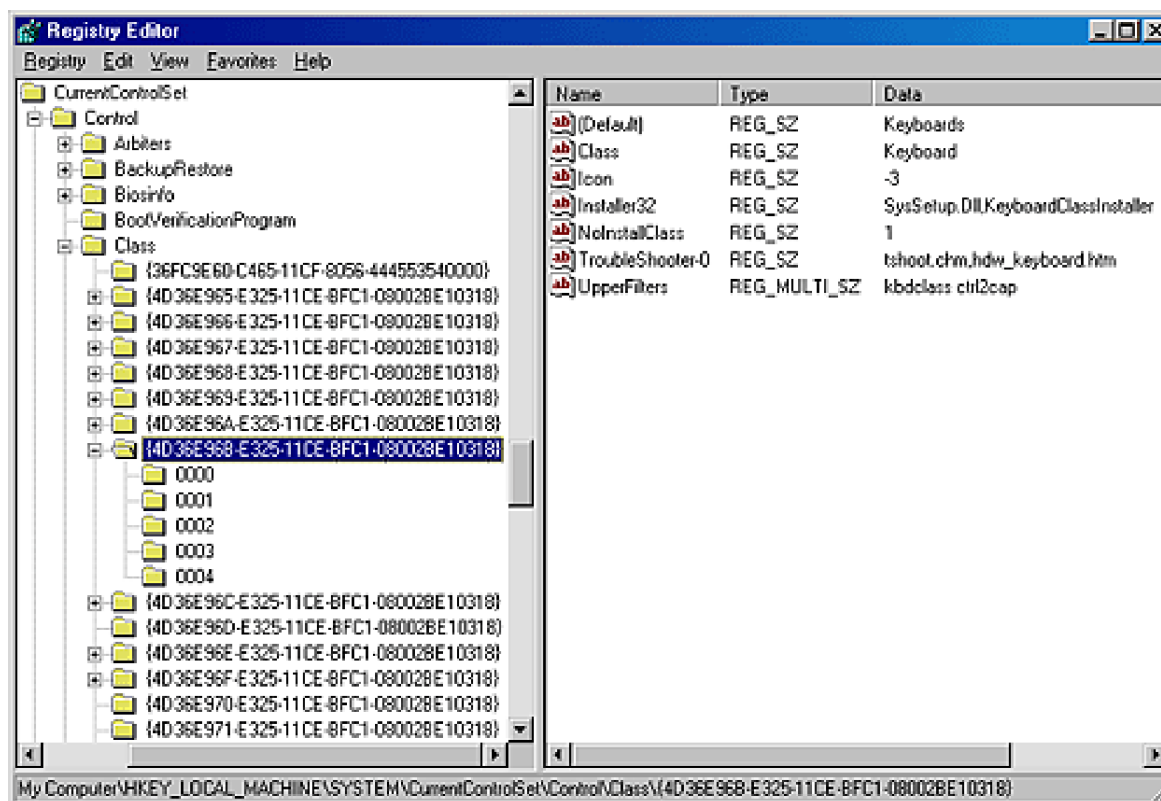 Registry Editor
Registry Edit View Favorites Help
CurrentControlSet
Control
Arbiters
BackupRestore
Biosinfo
BootVerificationProgram
Class
{36FC9E60-C465-11CF-8056-444553540000}
{4D36E965-E325-11CE-BFC1-08002BE10318}
{4D36E966-E325-11CE-BFC1-08002BE10318}
{4D36E967-E325-11CE-BFC1-08002BE10318}
{4D36E968-E325-11CE-BFC1-08002BE10318}
{4D36E969-E325-11CE-BFC1-08002BE10318}
{4D36E96A-E325-11CE-BFC1-08002BE10318}
{4D36E96B-E325-11CE-BFC1-08002BE10318}
0000
0001
0002
0003
0004
{4D36E96C-E325-11CE-BFC1-08002BE10318}
{4D36E96D-E325-11CE-BFC1-08002BE10318}
{4D36E96E-E325-11CE-BFC1-08002BE10318}
{4D36E96F-E325-11CE-BFC1-08002BE10318}
{4D36E970-E325-11CE-BFC1-08002BE10318}
{4D36E971-E325-11CE-BFC1-08002BE10318}
Name Type Data
(Default) REG_SZ Keyboards
Class REG_SZ Keyboard
Icon REG_SZ -3
Installer32 REG_SZ SysSetup.Dll,KeyboardClassInstaller
NoInstallClass REG_SZ 1
TroubleShooter-0 REG_SZ tshoot.chm,hdw_keyboard.htm
UpperFilters REG_MULTI_SZ kbdclass ctrl2cap
My Computer\HKEY_LOCAL_MACHINE\SYSTEM\CurrentControlSet\Control\Class\{4D36E96B-E325-11CE-BFC1-08002BE10318}